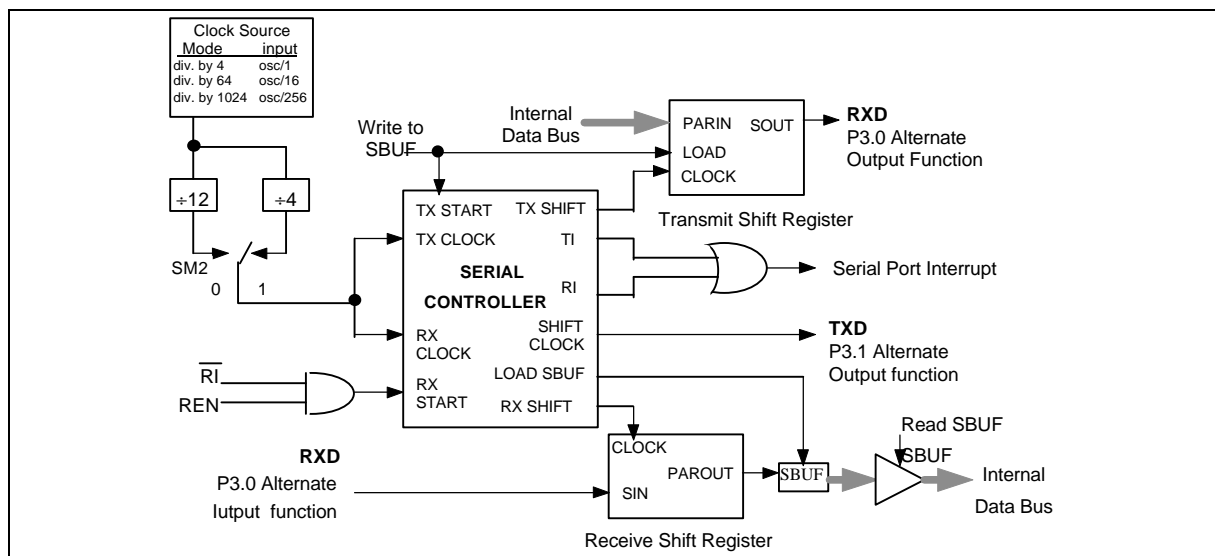 Clock Source
Mode input
div. by 4 osc/1
div. by 64 osc/16
div. by 1024 osc/256
÷12
÷4
SM2
0 1
Write to
SBUF
Internal
Data Bus
PARIN SOUT
LOAD
CLOCK
RXD
P3.0 Alternate
Output Function
Transmit Shift Register
TX START TX SHIFT
TX CLOCK TI
SERIAL
CONTROLLER
RI
RX
CLOCK
SHIFT
CLOCK
LOAD SBUF
RX
START
RX SHIFT
Serial Port Interrupt
TXD
P3.1 Alternate
Output function
R̅I̅
REN
RXD
P3.0 Alternate
Iutput function
CLOCK
PAROUT
SIN
Receive Shift Register
SBUF
Read SBUF
SBUF
Internal
Data Bus